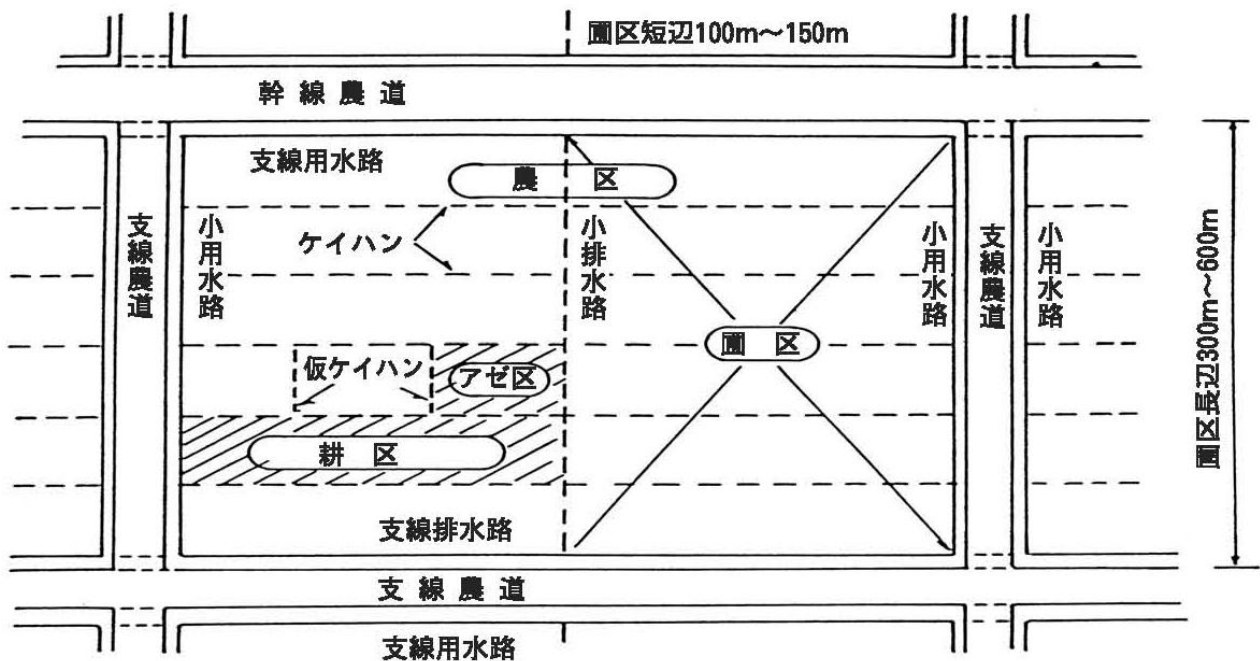 圃区短辺100m〜150m
幹線農道
支線用水路
農区
支線農道
小用水路
ケイハン
小排水路
小用水路
支線農道
小用水路
圃区長辺300m〜600m
圃区
仮ケイハン
アゼ区
耕区
支線排水路
支線農道
支線用水路